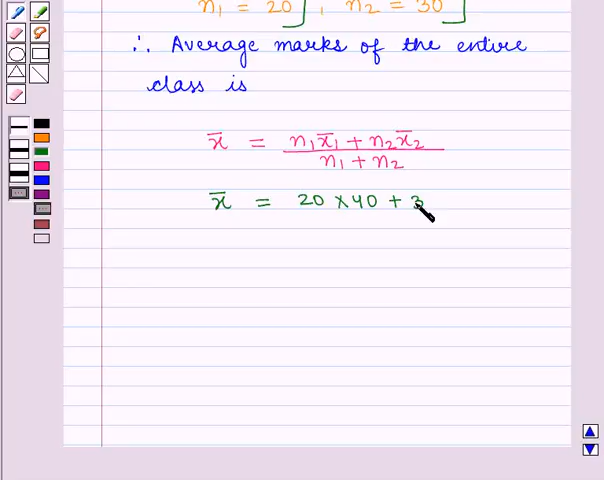 n₁ = 20 ] , n₂ = 30 ]
∴ Average marks of the entire
class is
x̄ = (n₁x̄₁ + n₂x̄₂) / (n₁ + n₂)
x̄ = 20 × 40 + 3